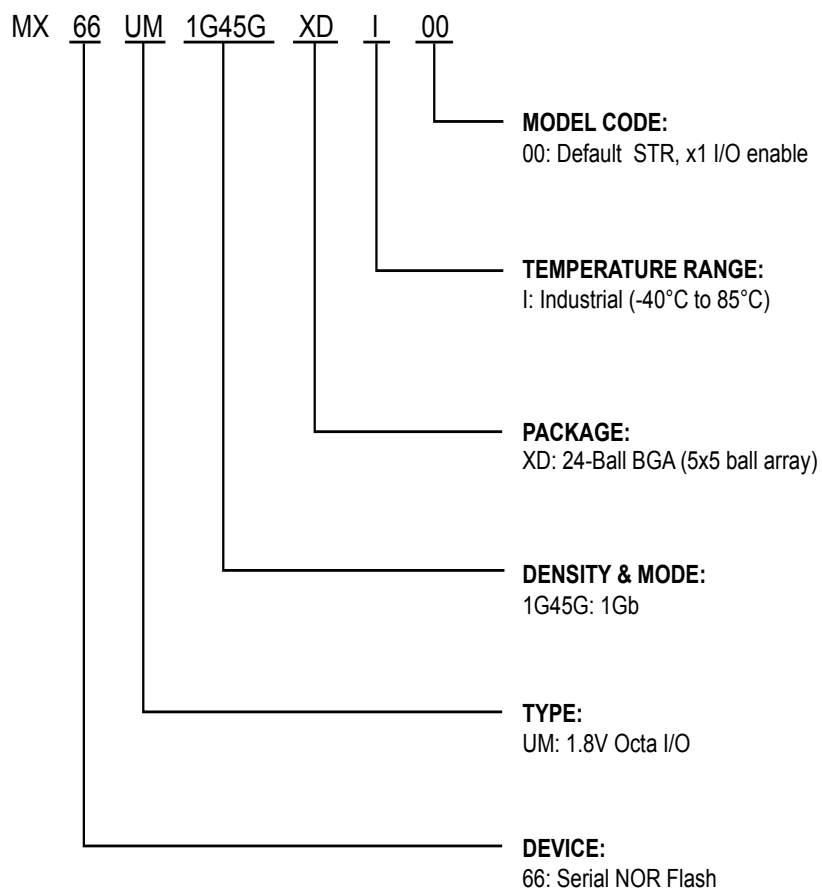 MX 66 UM 1G45G XD I 00
MODEL CODE:
00: Default STR, x1 I/O enable
TEMPERATURE RANGE:
I: Industrial (-40°C to 85°C)
PACKAGE:
XD: 24-Ball BGA (5x5 ball array)
DENSITY & MODE:
1G45G: 1Gb
TYPE:
UM: 1.8V Octa I/O
DEVICE:
66: Serial NOR Flash